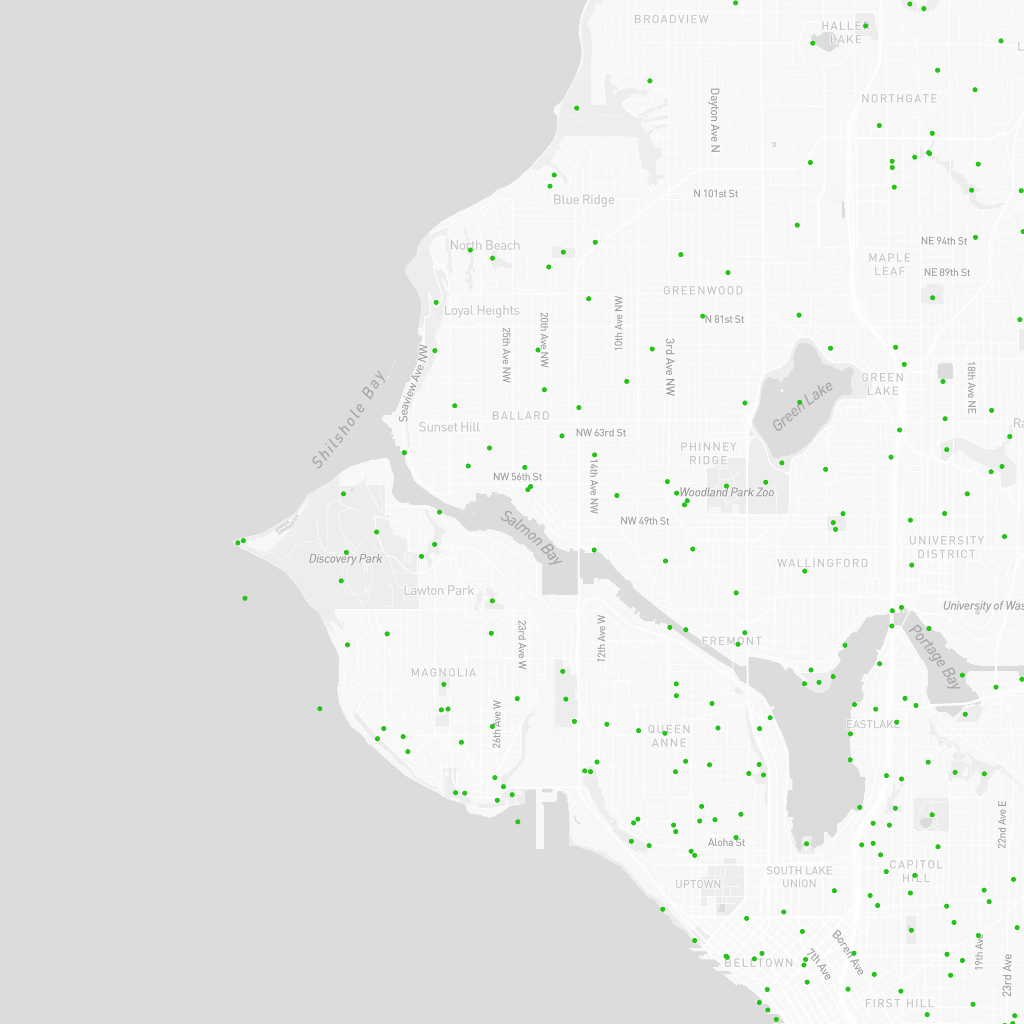 BROADVIEW
HALLER
LAKE
NORTHGATE
Dayton Ave N
N 101st St
Blue Ridge
North Beach
NE 94th St
MAPLE
LEAF
NE 89th St
GREENWOOD
Loyal Heights
10th Ave NW
20th Ave NW
25th Ave NW
N 81st St
3rd Ave NW
Seaview Ave NW
Shilshole Bay
GREEN
LAKE
18th Ave NE
Green Lake
BALLARD
Sunset Hill
NW 63rd St
PHINNEY
RIDGE
NW 56th St
14th Ave NW
Woodland Park Zoo
NW 49th St
Salmon Bay
UNIVERSITY
DISTRICT
Discovery Park
WALLINGFORD
Lawton Park
University of Was
23rd Ave W
12th Ave W
FREMONT
Portage Bay
MAGNOLIA
26th Ave W
QUEEN
ANNE
EASTLAKE
22nd Ave E
Aloha St
SOUTH LAKE
UNION
CAPITOL
HILL
UPTOWN
Boren Ave
7th Ave
BELLTOWN
19th Ave
23rd Ave
FIRST HILL